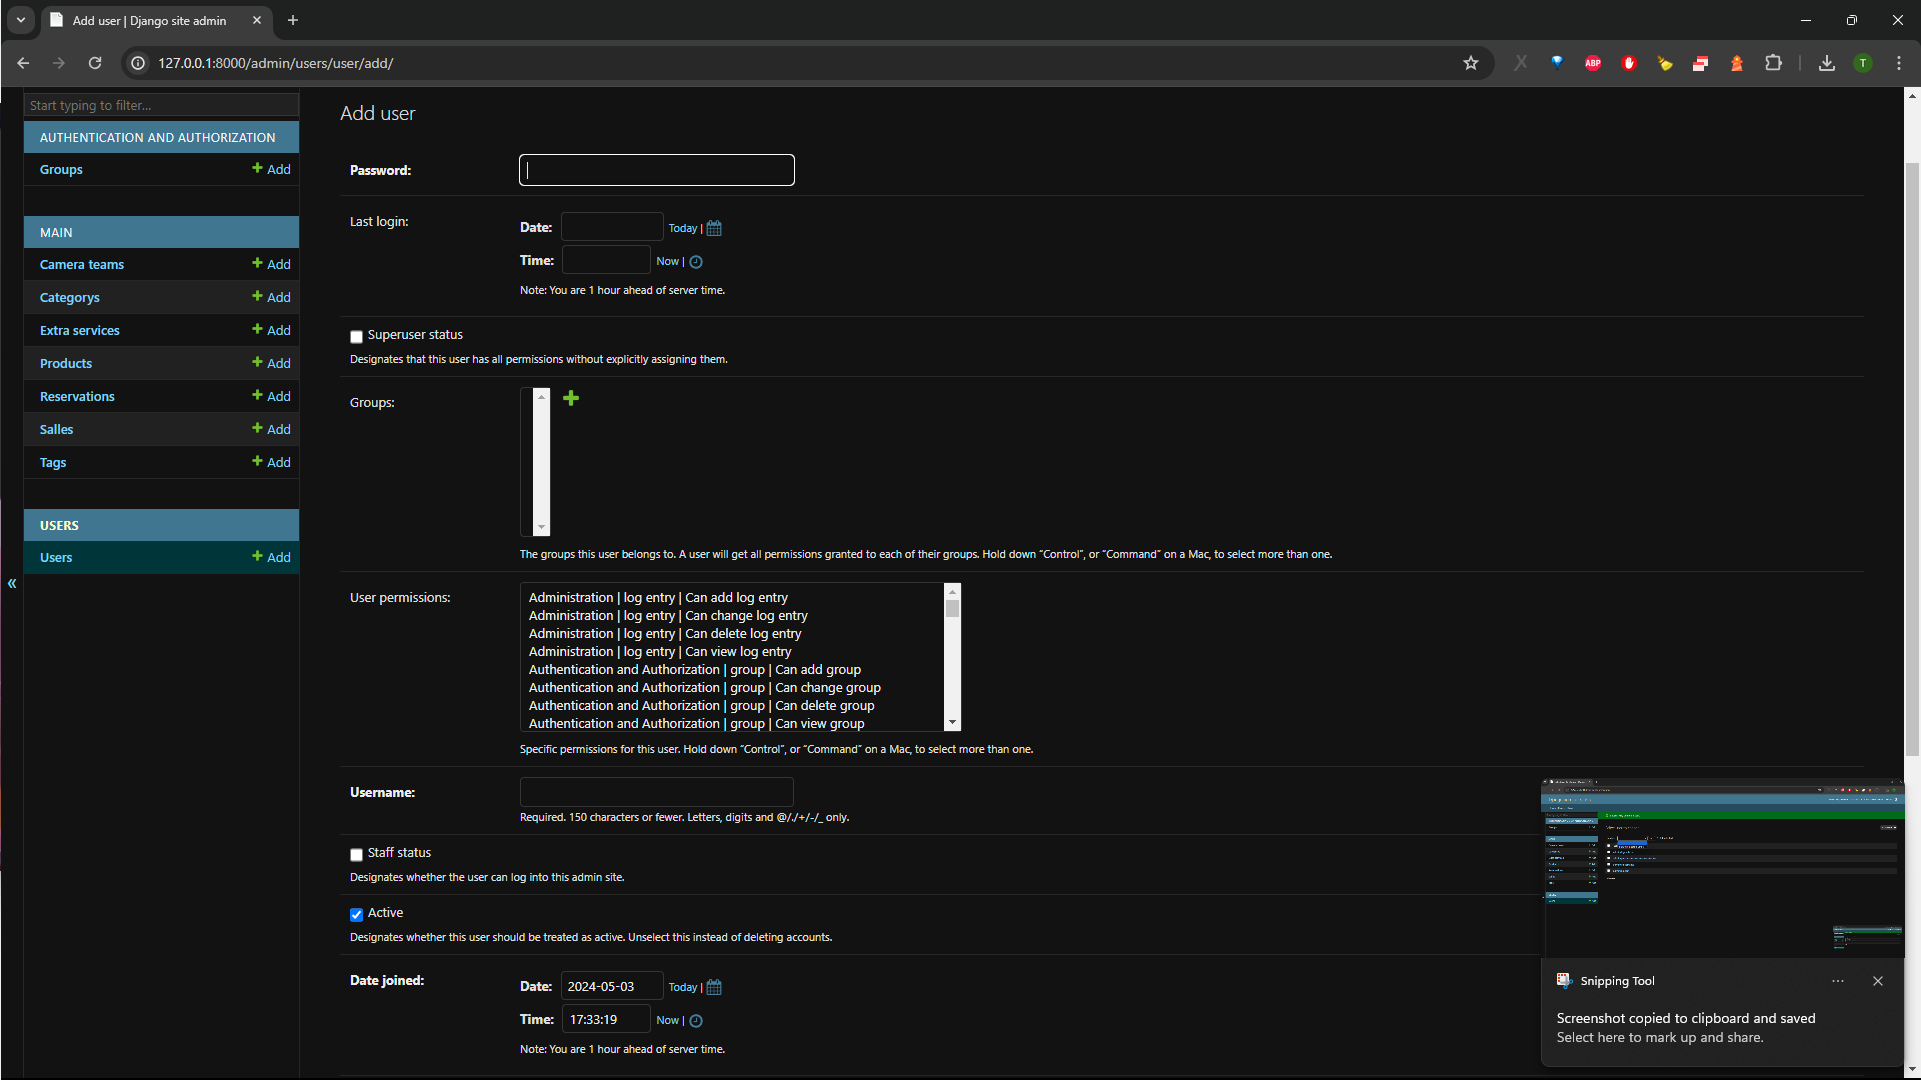 Add user | Django site admin
127.0.0.1:8000/admin/users/user/add/
ABP
T
Start typing to filter...
AUTHENTICATION AND AUTHORIZATION
Groups Add
MAIN
Camera teams Add
Categorys Add
Extra services Add
Products Add
Reservations Add
Salles Add
Tags Add
USERS
Users Add
«
Add user
Password:
Last login:
Date: Today |
Time: Now |
Note: You are 1 hour ahead of server time.
Superuser status
Designates that this user has all permissions without explicitly assigning them.
Groups:
The groups this user belongs to. A user will get all permissions granted to each of their groups. Hold down “Control”, or “Command” on a Mac, to select more than one.
User permissions:
Administration | log entry | Can add log entry
Administration | log entry | Can change log entry
Administration | log entry | Can delete log entry
Administration | log entry | Can view log entry
Authentication and Authorization | group | Can add group
Authentication and Authorization | group | Can change group
Authentication and Authorization | group | Can delete group
Authentication and Authorization | group | Can view group
Specific permissions for this user. Hold down “Control”, or “Command” on a Mac, to select more than one.
Username:
Required. 150 characters or fewer. Letters, digits and @/./+/-/_ only.
Staff status
Designates whether the user can log into this admin site.
Active
Designates whether this user should be treated as active. Unselect this instead of deleting accounts.
Date joined:
Date: 2024-05-03 Today |
Time: 17:33:19 Now |
Note: You are 1 hour ahead of server time.
Snipping Tool
Screenshot copied to clipboard and saved
Select here to mark up and share.